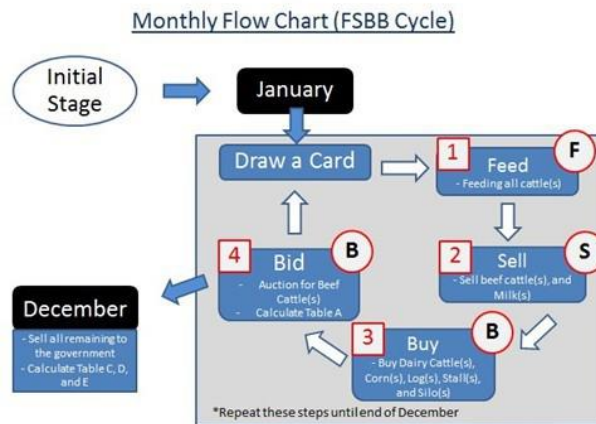 Monthly Flow Chart (FSBB Cycle)
Initial
Stage
January
Draw a Card
1
Feed
F
- Feeding all cattle(s)
2
Sell
S
- Sell beef cattle(s), and
Milk(s)
3
Buy
B
- Buy Dairy Cattle(s),
Corn(s), Log(s), Stall(s),
and Silo(s)
4
Bid
B
- Auction for Beef
Cattle(s)
- Calculate Table A
December
- Sell all remaining to
the government
- Calculate Table C, D,
and E
*Repeat these steps until end of December